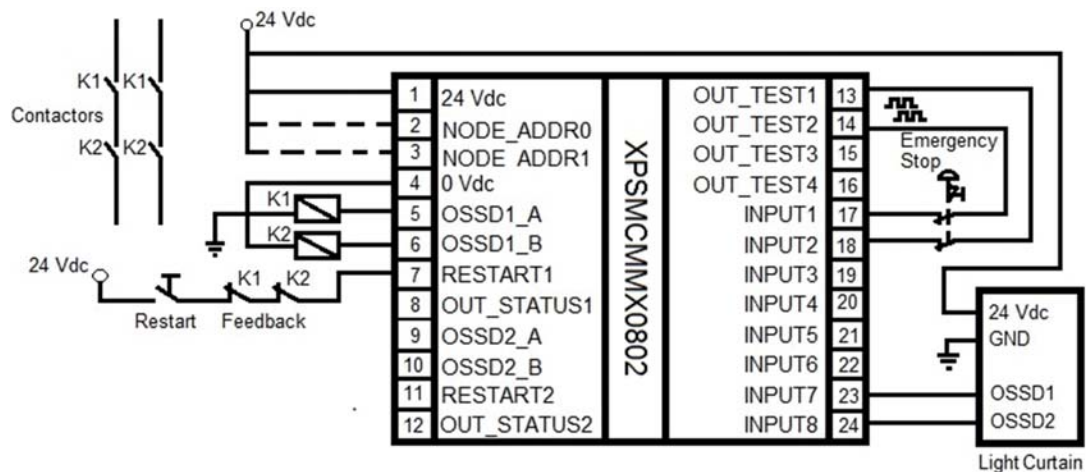 24 Vdc
K1 K1
Contactors
K2 K2
1 24 Vdc
2 NODE_ADDR0
3 NODE_ADDR1
4 0 Vdc
K1
5 OSSD1_A
K2
6 OSSD1_B
24 Vdc
7 RESTART1
K1 K2
Restart Feedback
8 OUT_STATUS1
9 OSSD2_A
10 OSSD2_B
11 RESTART2
12 OUT_STATUS2
XPSMCMMX0802
OUT_TEST1 13
OUT_TEST2 14
OUT_TEST3 15
OUT_TEST4 16
INPUT1 17
INPUT2 18
INPUT3 19
INPUT4 20
INPUT5 21
INPUT6 22
INPUT7 23
INPUT8 24
Emergency
Stop
24 Vdc
GND
OSSD1
OSSD2
Light Curtain